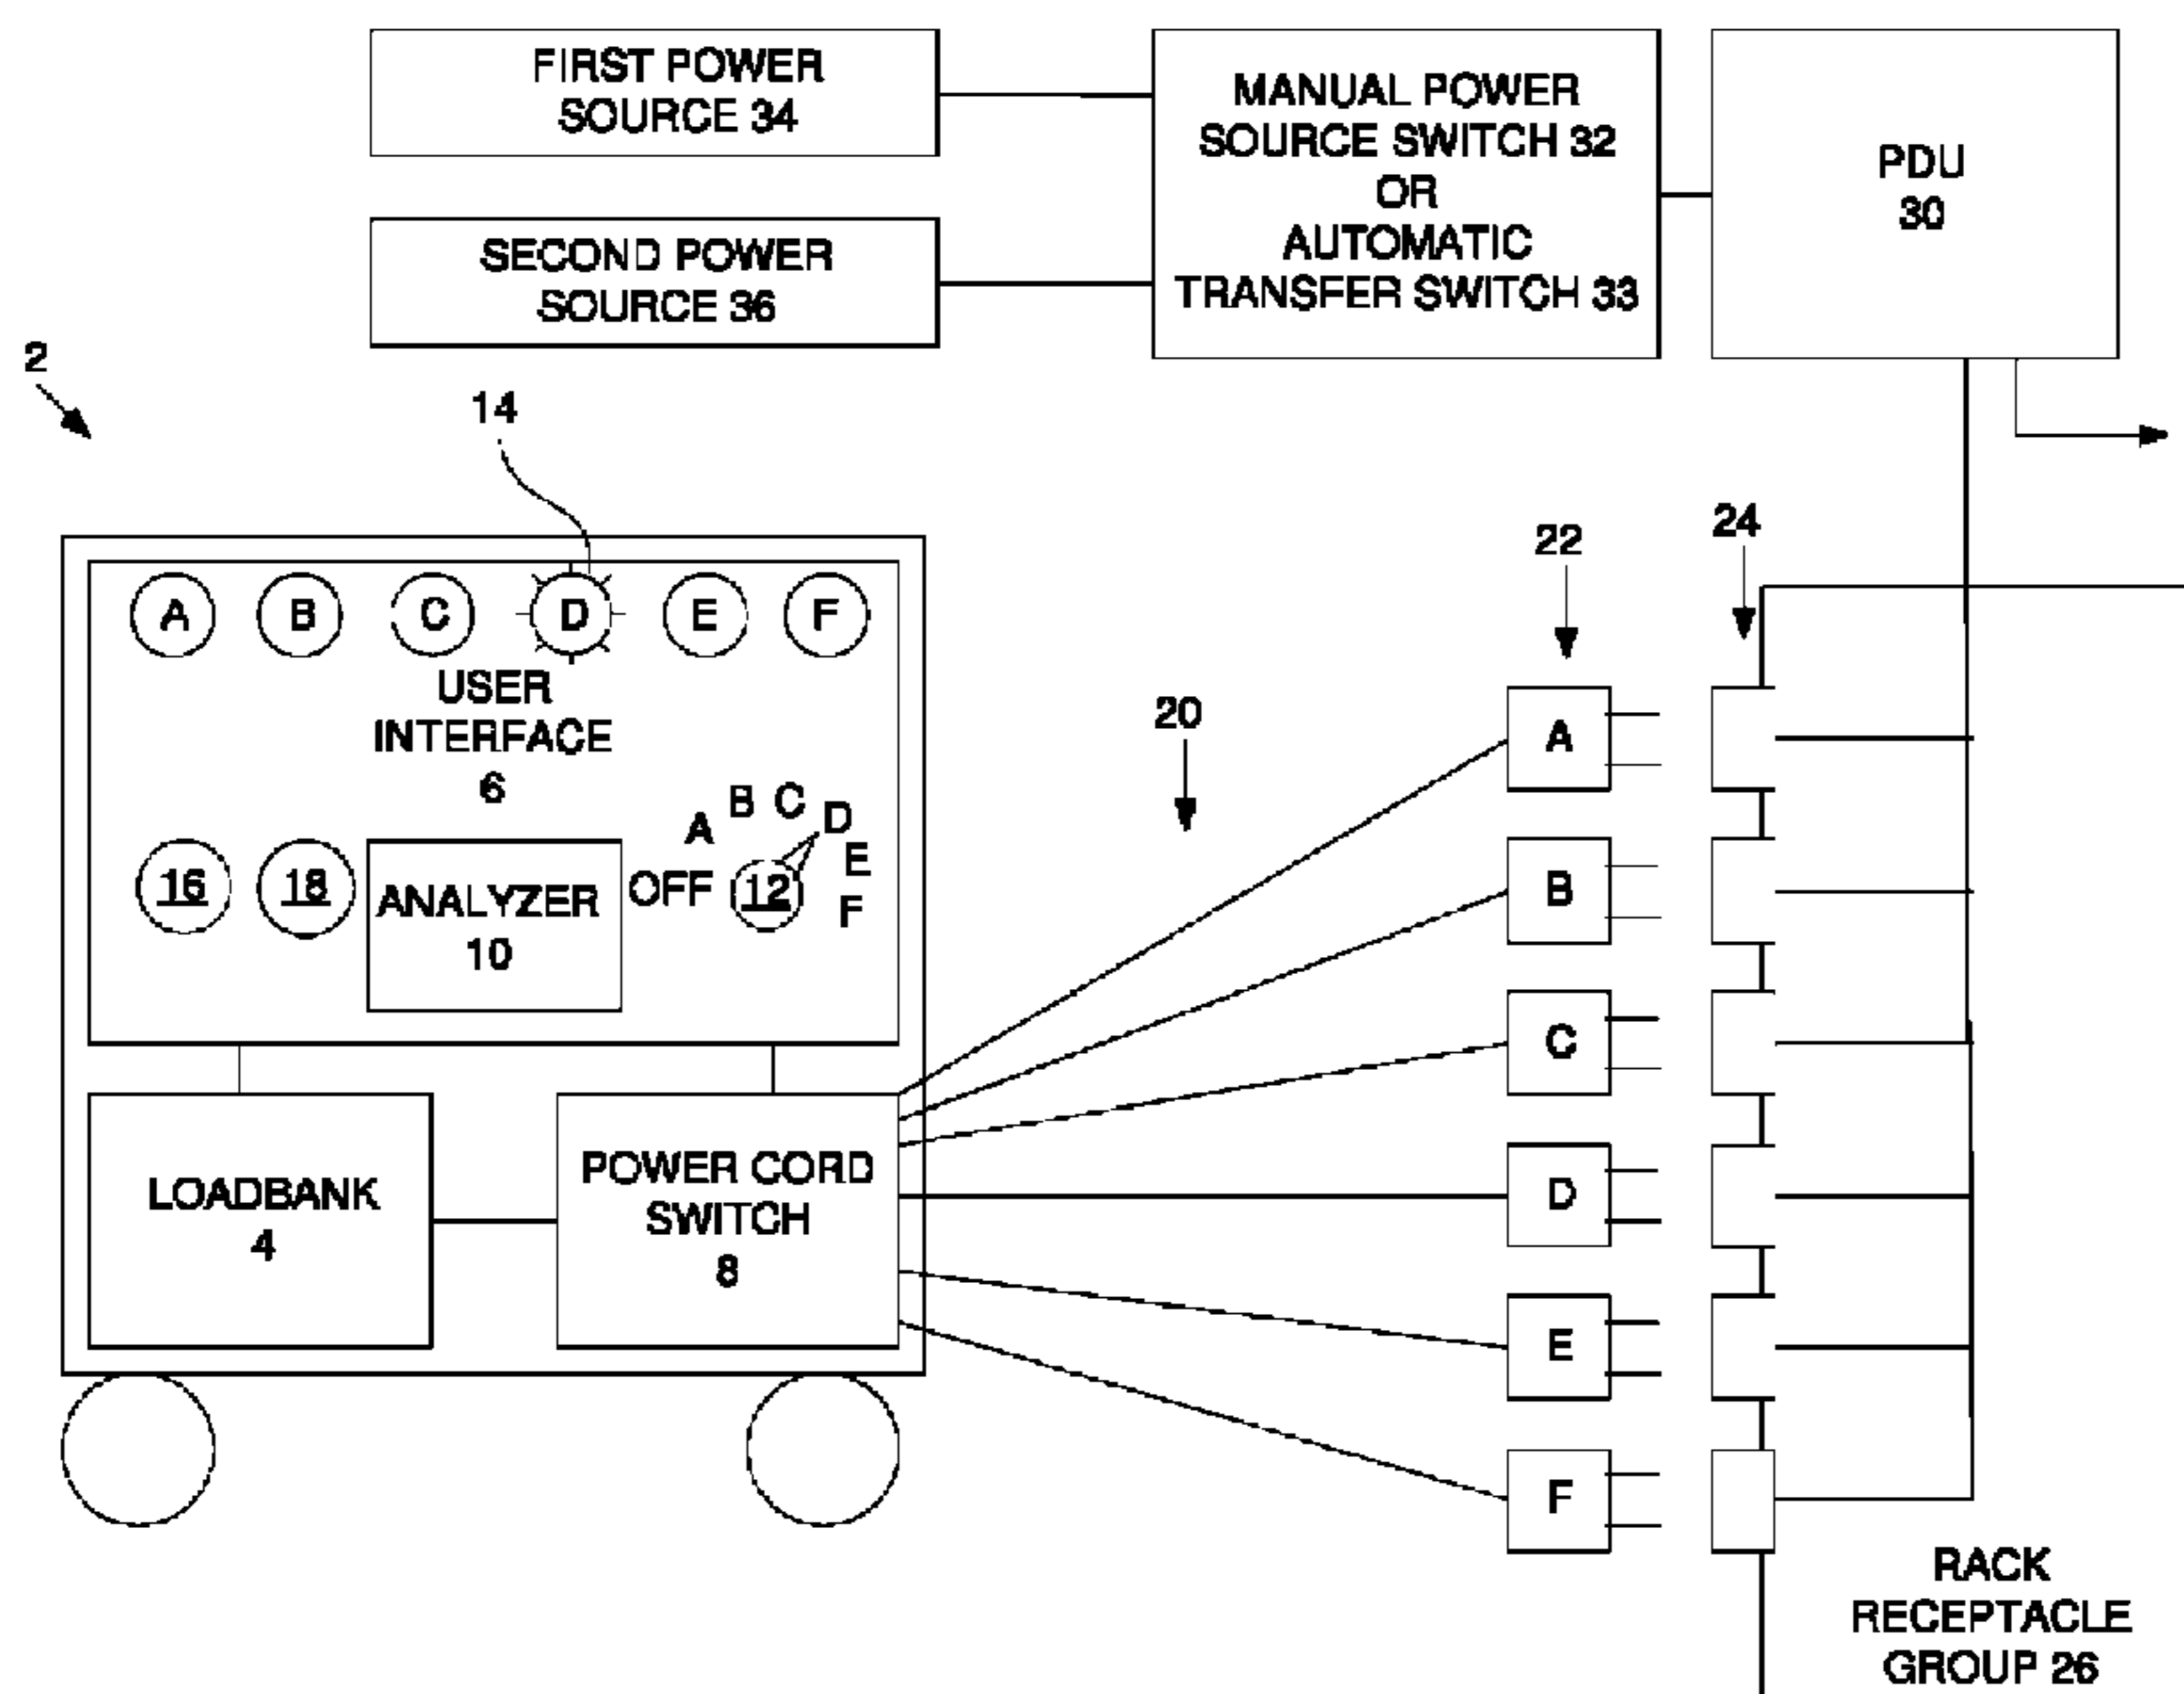 FIRST POWER
SOURCE 34
MANUAL POWER
SOURCE SWITCH 32
OR
AUTOMATIC
TRANSFER SWITCH 33
PDU
30
SECOND POWER
SOURCE 36
2
14
22
24
20
A B C D E F
USER
INTERFACE
6
A B C D E F
OFF
12
16
18
ANALYZER
10
LOADBANK
4
POWER CORD
SWITCH
8
A
B
C
D
E
F
RACK
RECEPTACLE
GROUP 26